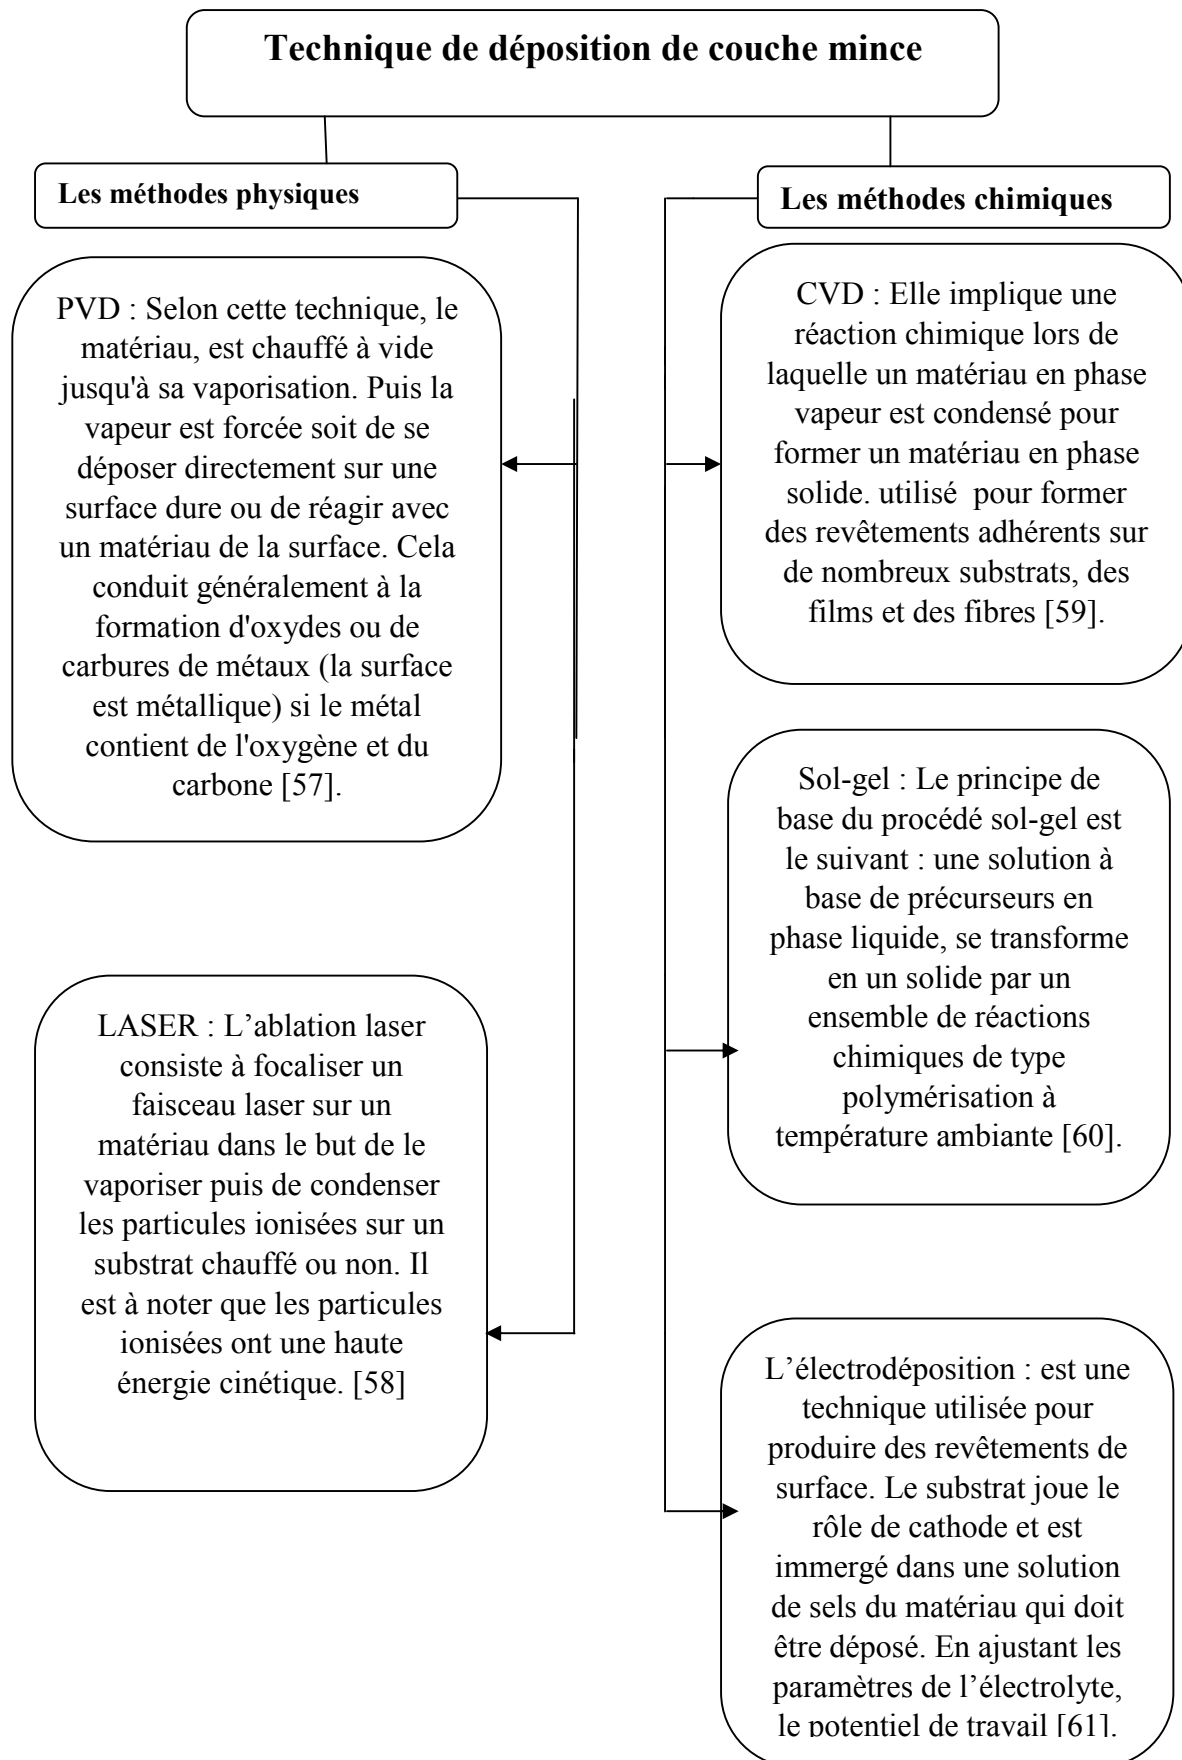 Technique de déposition de couche mince
Les méthodes physiques
PVD : Selon cette technique, le
matériau, est chauffé à vide
jusqu'à sa vaporisation. Puis la
vapeur est forcée soit de se
déposer directement sur une
surface dure ou de réagir avec
un matériau de la surface. Cela
conduit généralement à la
formation d'oxydes ou de
carbures de métaux (la surface
est métallique) si le métal
contient de l'oxygène et du
carbone [57].
LASER : L’ablation laser
consiste à focaliser un
faisceau laser sur un
matériau dans le but de le
vaporiser puis de condenser
les particules ionisées sur un
substrat chauffé ou non. Il
est à noter que les particules
ionisées ont une haute
énergie cinétique. [58]
Les méthodes chimiques
CVD : Elle implique une
réaction chimique lors de
laquelle un matériau en phase
vapeur est condensé pour
former un matériau en phase
solide. utilisé  pour former
des revêtements adhérents sur
de nombreux substrats, des
films et des fibres [59].
Sol-gel : Le principe de
base du procédé sol-gel est
le suivant : une solution à
base de précurseurs en
phase liquide, se transforme
en un solide par un
ensemble de réactions
chimiques de type
polymérisation à
température ambiante [60].
L’électrodéposition : est une
technique utilisée pour
produire des revêtements de
surface. Le substrat joue le
rôle de cathode et est
immergé dans une solution
de sels du matériau qui doit
être déposé. En ajustant les
paramètres de l’électrolyte,
le potentiel de travail [61].